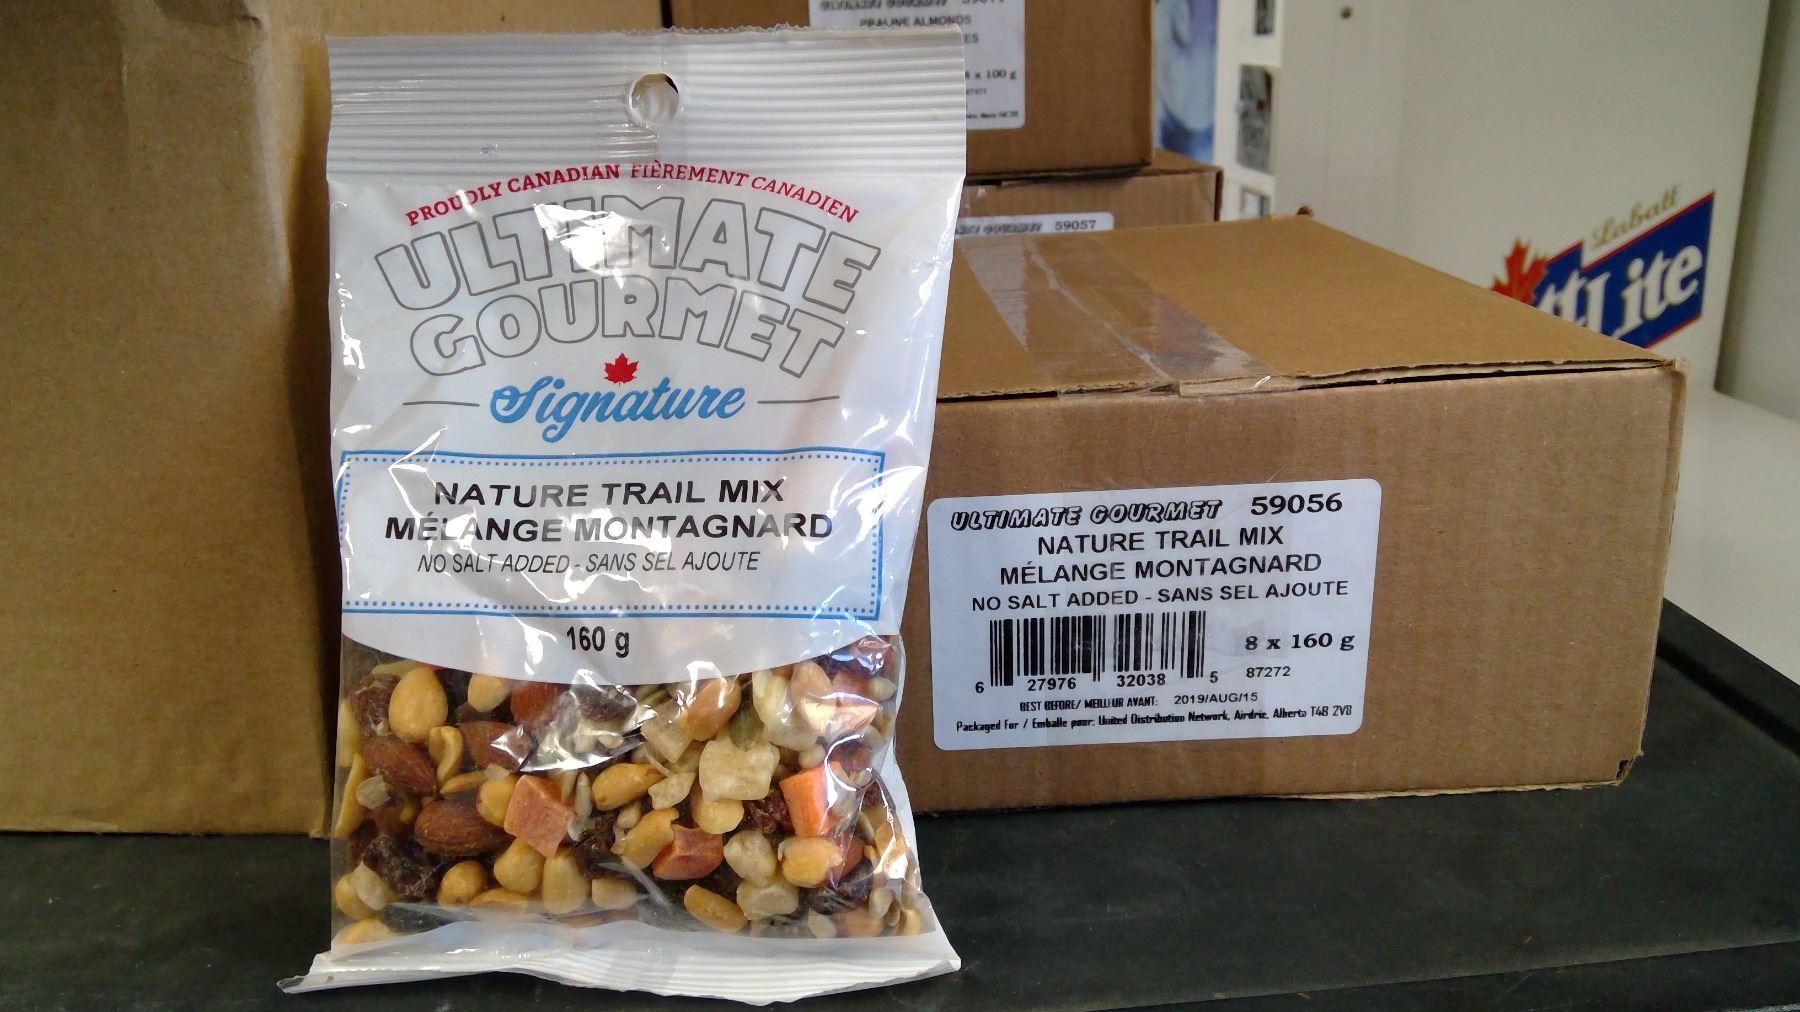 PRALINE ALMONDS
x 100 g
59057
Labatt
Lite
PROUDLY CANADIAN FIÈREMENT CANADIEN
ULTIMATE
GOURMET
Signature
NATURE TRAIL MIX
MÉLANGE MONTAGNARD
NO SALT ADDED - SANS SEL AJOUTE
160 g
ULTIMATE GOURMET 59056
NATURE TRAIL MIX
MÉLANGE MONTAGNARD
NO SALT ADDED - SANS SEL AJOUTE
8 x 160 g
6 27976 32038 5
87272
BEST BEFORE/ MEILLEUR AVANT: 2019/AUG/15
Packaged For / Emballe pour: United Distribution Network, Airdrie, Alberta T4B 2V8